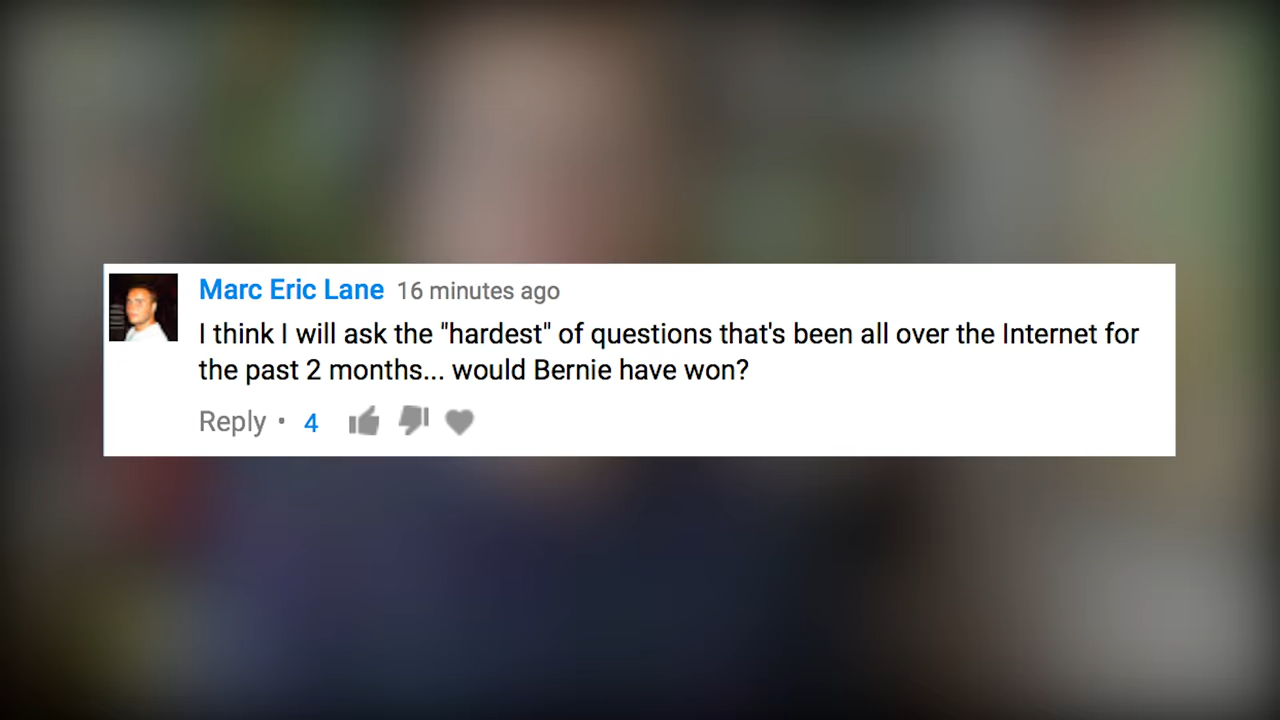 Marc Eric Lane 16 minutes ago
I think I will ask the "hardest" of questions that's been all over the Internet for
the past 2 months... would Bernie have won?
Reply • 4